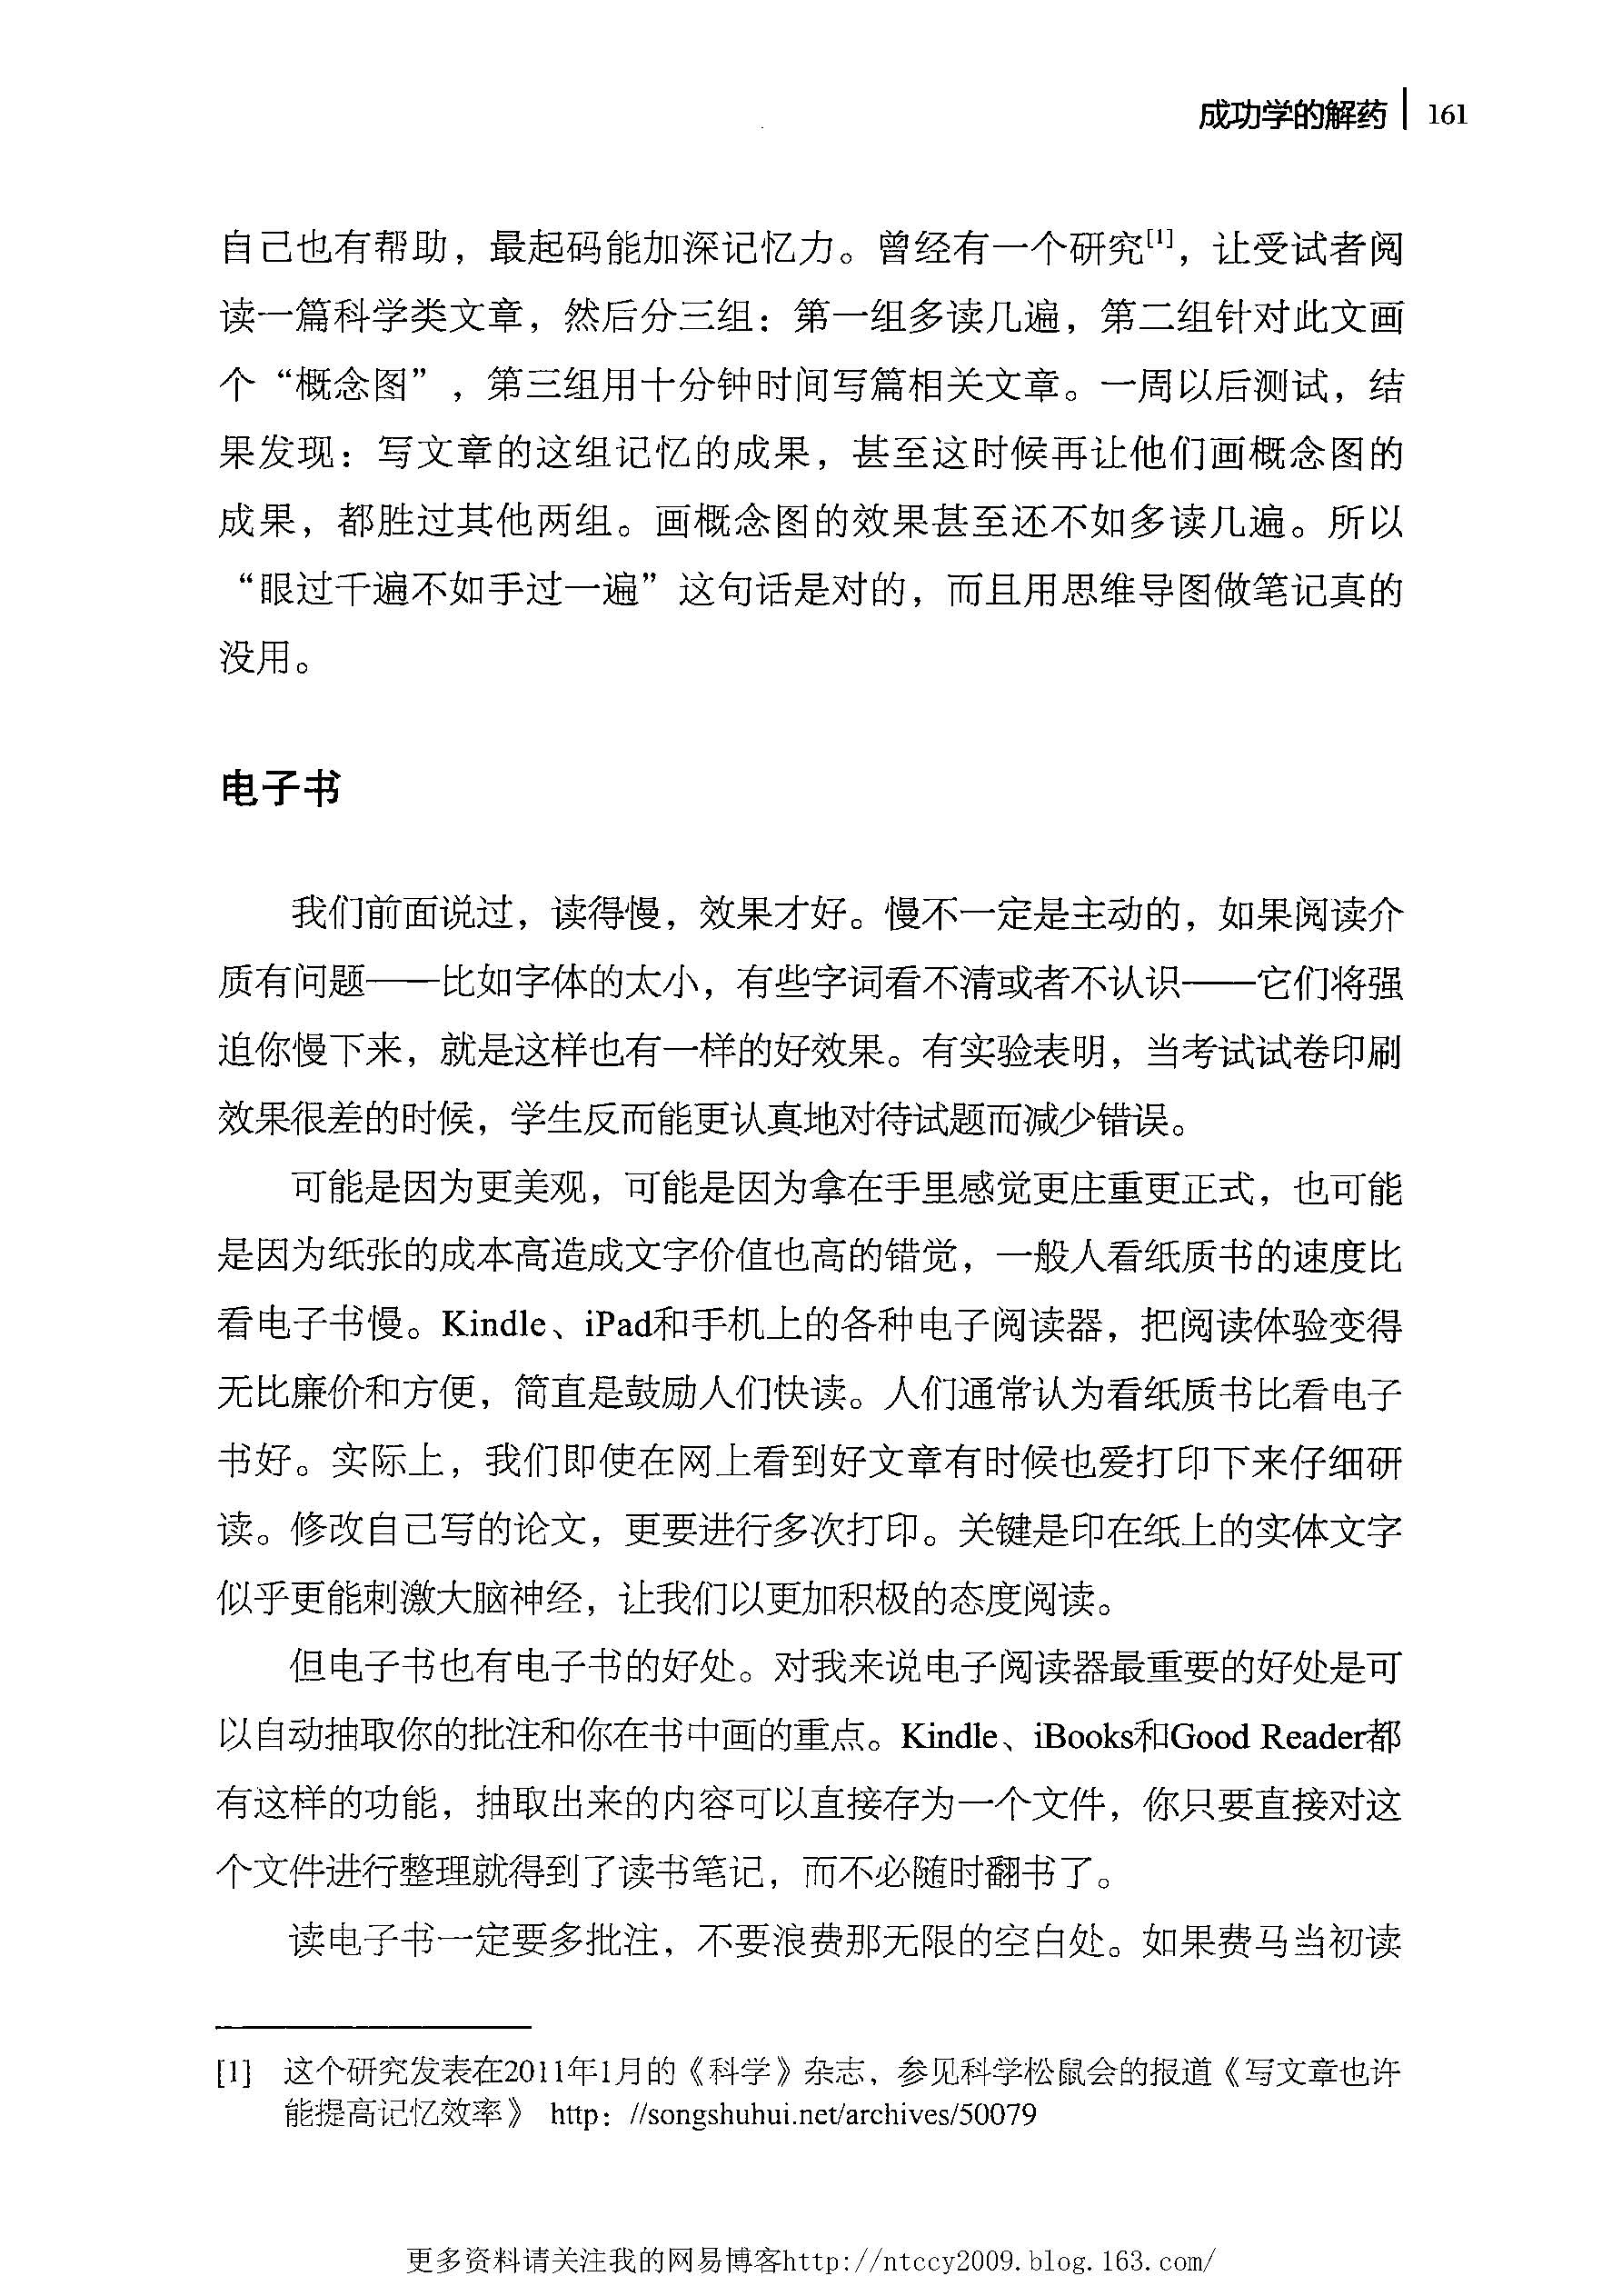 成功学的解药 161
自己也有帮助，最起码能加深记忆力。曾经有一个研究[1]，让受试者阅
读一篇科学类文章，然后分三组：第一组多读几遍，第二组针对此文画
个“概念图”，第三组用十分钟时间写篇相关文章。一周以后测试，结
果发现：写文章的这组记忆的成果，甚至这时候再让他们画概念图的
成果，都胜过其他两组。画概念图的效果甚至还不如多读几遍。所以
“眼过千遍不如手过一遍”这句话是对的，而且用思维导图做笔记真的
没用。
电子书
我们前面说过，读得慢，效果才好。慢不一定是主动的，如果阅读介
质有问题——比如字体的太小，有些字词看不清或者不认识——它们将强
迫你慢下来，就是这样也有一样的好效果。有实验表明，当考试试卷印刷
效果很差的时候，学生反而能更认真地对待试题而减少错误。
可能是因为更美观，可能是因为拿在手里感觉更庄重更正式，也可能
是因为纸张的成本高造成文字价值也高的错觉，一般人看纸质书的速度比
看电子书慢。Kindle、iPad和手机上的各种电子阅读器，把阅读体验变得
无比廉价和方便，简直是鼓励人们快读。人们通常认为看纸质书比看电子
书好。实际上，我们即使在网上看到好文章有时候也爱打印下来仔细研
读。修改自己写的论文，更要进行多次打印。关键是印在纸上的实体文字
似乎更能刺激大脑神经，让我们以更加积极的态度阅读。
但电子书也有电子书的好处。对我来说电子阅读器最重要的好处是可
以自动抽取你的批注和你在书中画的重点。Kindle、iBooks和Good Reader都
有这样的功能，抽取出来的内容可以直接存为一个文件，你只要直接对这
个文件进行整理就得到了读书笔记，而不必随时翻书了。
读电子书一定要多批注，不要浪费那无限的空白处。如果费马当初读
[1] 这个研究发表在2011年1月的《科学》杂志，参见科学松鼠会的报道《写文章也许
能提高记忆效率》 http：//songshuhui.net/archives/50079
更多资料请关注我的网易博客http://ntccy2009.blog.163.com/